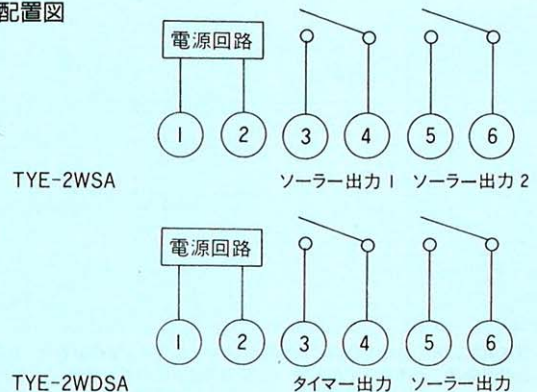 配置図
電源回路
1 2 3 4 5 6
TYE-2WSA ソーラー出力 1 ソーラー出力 2
電源回路
1 2 3 4 5 6
TYE-2WDSA タイマー出力 ソーラー出力